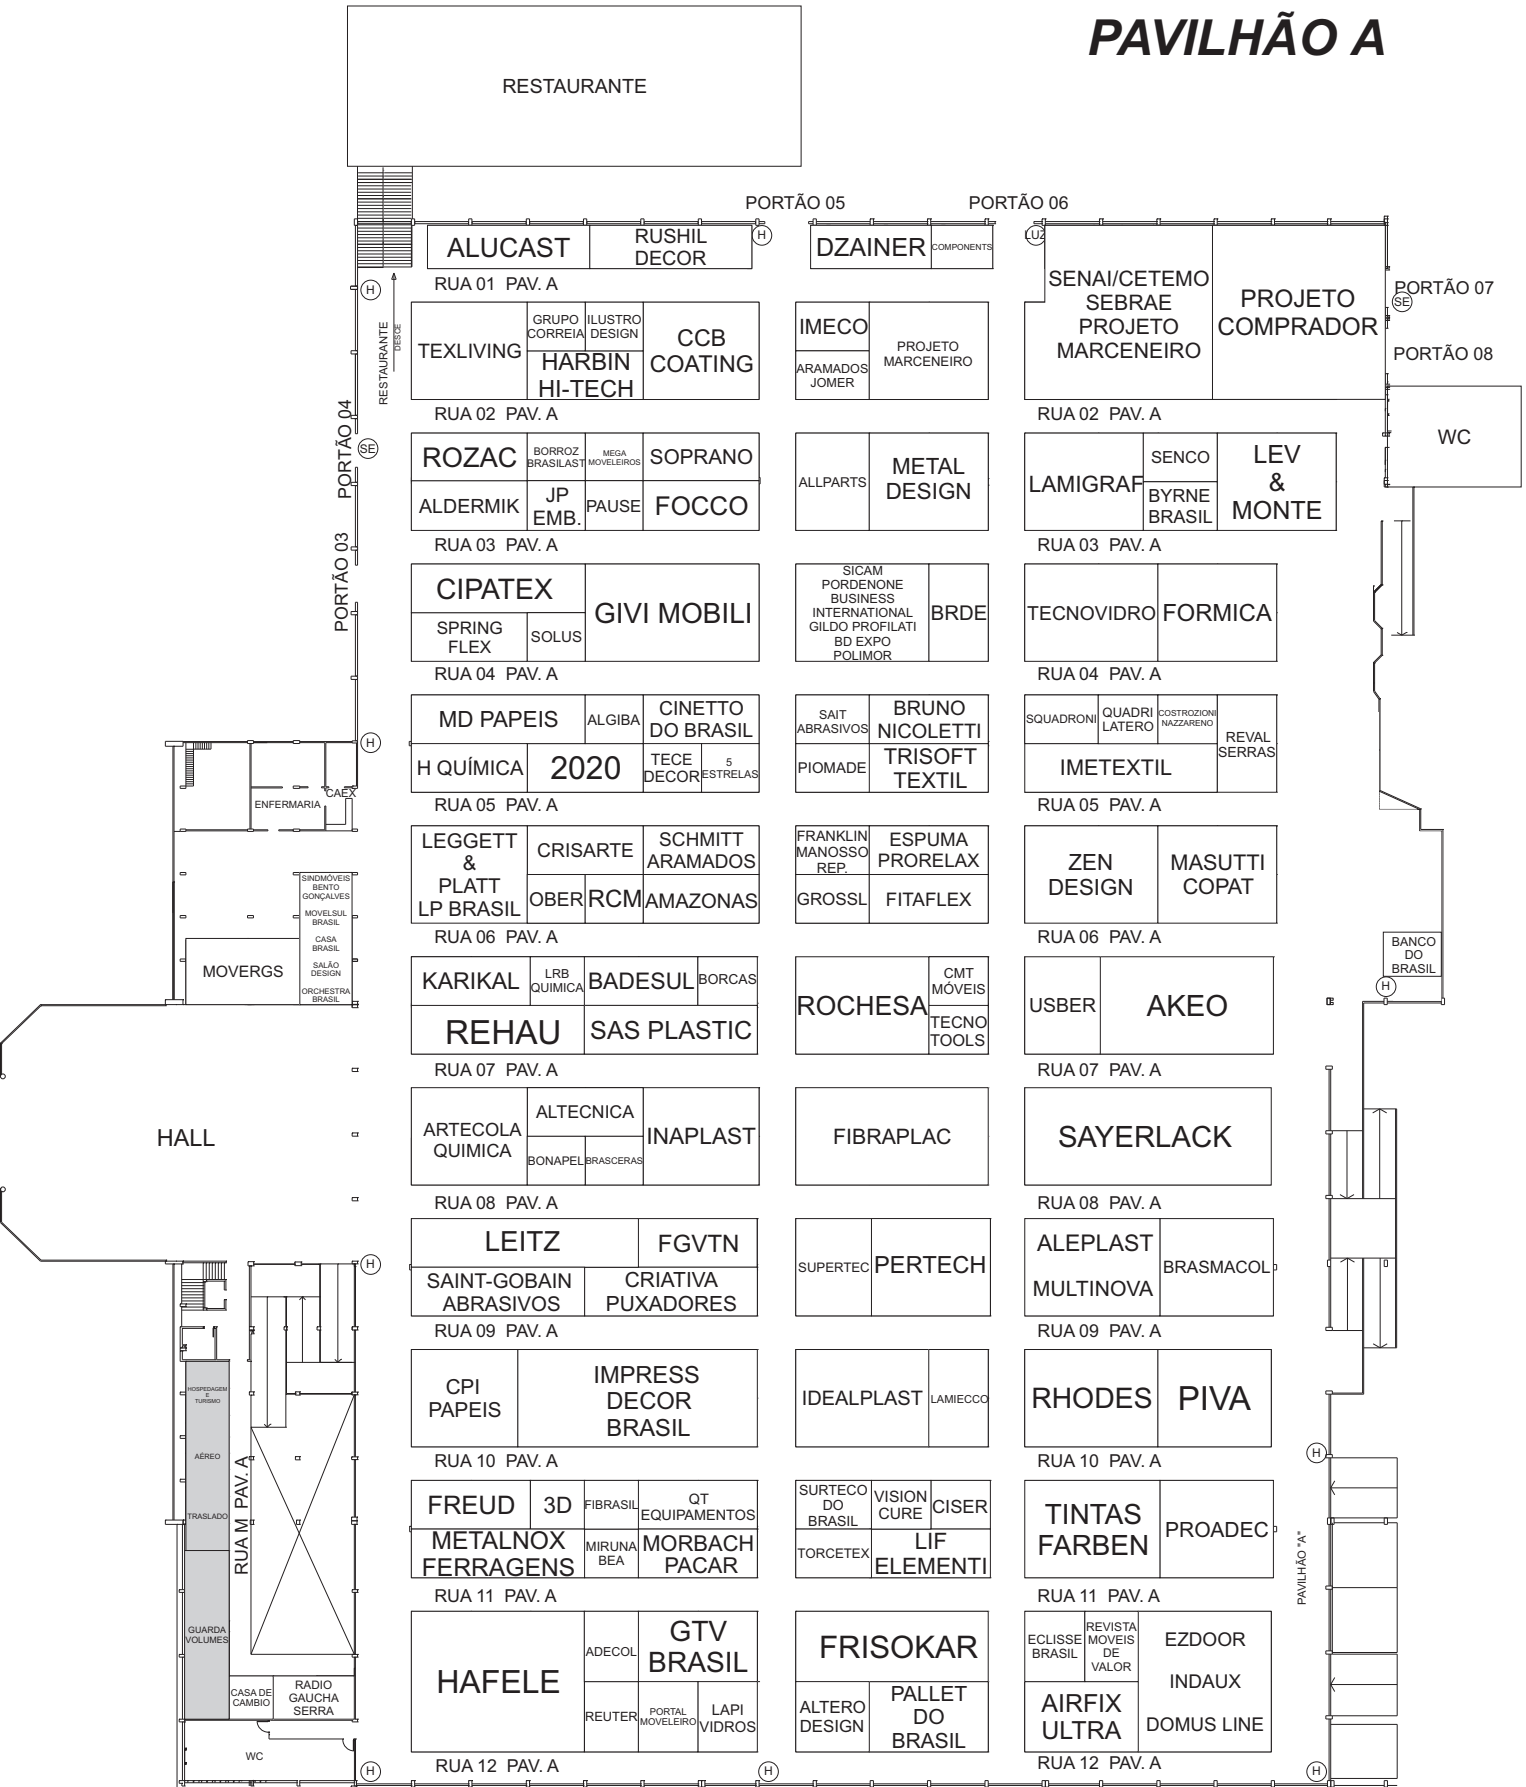 PAVILHÃO A
RESTAURANTE
PORTÃO 05
PORTÃO 06
ALUCAST
RUSHIL
DECOR
H
DZAINER
COMPONENTS
LUZ
RUA 01 PAV. A
H
SENAI/CETEMO
SEBRAE
PROJETO
MARCENEIRO
PROJETO
COMPRADOR
PORTÃO 07
SE
PORTÃO 08
WC
RESTAURANTE
DESCE
TEXLIVING
GRUPO
CORREIA
ILUSTRO
DESIGN
HARBIN
HI-TECH
CCB
COATING
IMECO
ARAMADOS
JOMER
PROJETO
MARCENEIRO
RUA 02 PAV. A
RUA 02 PAV. A
PORTÃO 04
SE
ROZAC
BORROZ
BRASILAST
MEGA
MOVELEIROS
SOPRANO
ALDERMIK
JP
EMB.
PAUSE
FOCCO
ALLPARTS
METAL
DESIGN
LAMIGRAF
SENCO
BYRNE
BRASIL
LEV
&
MONTE
RUA 03 PAV. A
RUA 03 PAV. A
PORTÃO 03
CIPATEX
SPRING
FLEX
SOLUS
GIVI MOBILI
SICAM
PORDENONE
BUSINESS
INTERNATIONAL
GILDO PROFILATI
BD EXPO
POLIMOR
BRDE
TECNOVIDRO
FORMICA
RUA 04 PAV. A
RUA 04 PAV. A
H
MD PAPEIS
ALGIBA
CINETTO
DO BRASIL
H QUÍMICA
2020
TECE
DECOR
5
ESTRELAS
SAIT
ABRASIVOS
BRUNO
NICOLETTI
PIOMADE
TRISOFT
TEXTIL
SQUADRONI
QUADRI
LATERO
COSTROZIONI
NAZZARENO
REVAL
SERRAS
IMETEXTIL
ENFERMARIA
CAEX
RUA 05 PAV. A
RUA 05 PAV. A
LEGGETT
&
PLATT
LP BRASIL
CRISARTE
SCHMITT
ARAMADOS
OBER
RCM
AMAZONAS
FRANKLIN
MANOSSO
REP.
ESPUMA
PRORELAX
GROSSL
FITAFLEX
ZEN
DESIGN
MASUTTI
COPAT
SINDMÓVEIS
BENTO
GONÇALVES
MOVELSUL
BRASIL
CASA
BRASIL
SALÃO
DESIGN
ORCHESTRA
BRASIL
MOVERGS
RUA 06 PAV. A
RUA 06 PAV. A
BANCO
DO
BRASIL
H
KARIKAL
LRB
QUIMICA
BADESUL
BORCAS
REHAU
SAS PLASTIC
ROCHESA
CMT
MÓVEIS
TECNO
TOOLS
USBER
AKEO
RUA 07 PAV. A
RUA 07 PAV. A
HALL
ARTECOLA
QUIMICA
ALTECNICA
BONAPEL
BRASCERAS
INAPLAST
FIBRAPLAC
SAYERLACK
RUA 08 PAV. A
RUA 08 PAV. A
H
LEITZ
FGVTN
SAINT-GOBAIN
ABRASIVOS
CRIATIVA
PUXADORES
SUPERTEC
PERTECH
ALEPLAST
MULTINOVA
BRASMACOL
RUA 09 PAV. A
RUA 09 PAV. A
HOSPEDAGEM
E
TURISMO
AÉREO
TRASLADO
GUARDA
VOLUMES
RUA M PAV. A
CPI
PAPEIS
IMPRESS
DECOR
BRASIL
IDEALPLAST
LAMIECCO
RHODES
PIVA
RUA 10 PAV. A
RUA 10 PAV. A
H
FREUD
3D
FIBRASIL
QT
EQUIPAMENTOS
METALNOX
FERRAGENS
MIRUNA
BEA
MORBACH
PACAR
SURTECO
DO
BRASIL
VISION
CURE
CISER
TORCETEX
LIF
ELEMENTI
TINTAS
FARBEN
PROADEC
PAVILHÃO "A"
RUA 11 PAV. A
RUA 11 PAV. A
HAFELE
ADECOL
GTV
BRASIL
REUTER
PORTAL
MOVELEIRO
LAPI
VIDROS
FRISOKAR
ALTERO
DESIGN
PALLET
DO
BRASIL
ECLISSE
BRASIL
REVISTA
MOVEIS
DE
VALOR
AIRFIX
ULTRA
EZDOOR
INDAUX
DOMUS LINE
CASA DE
CAMBIO
RADIO
GAUCHA
SERRA
WC
H
RUA 12 PAV. A
H
RUA 12 PAV. A
H